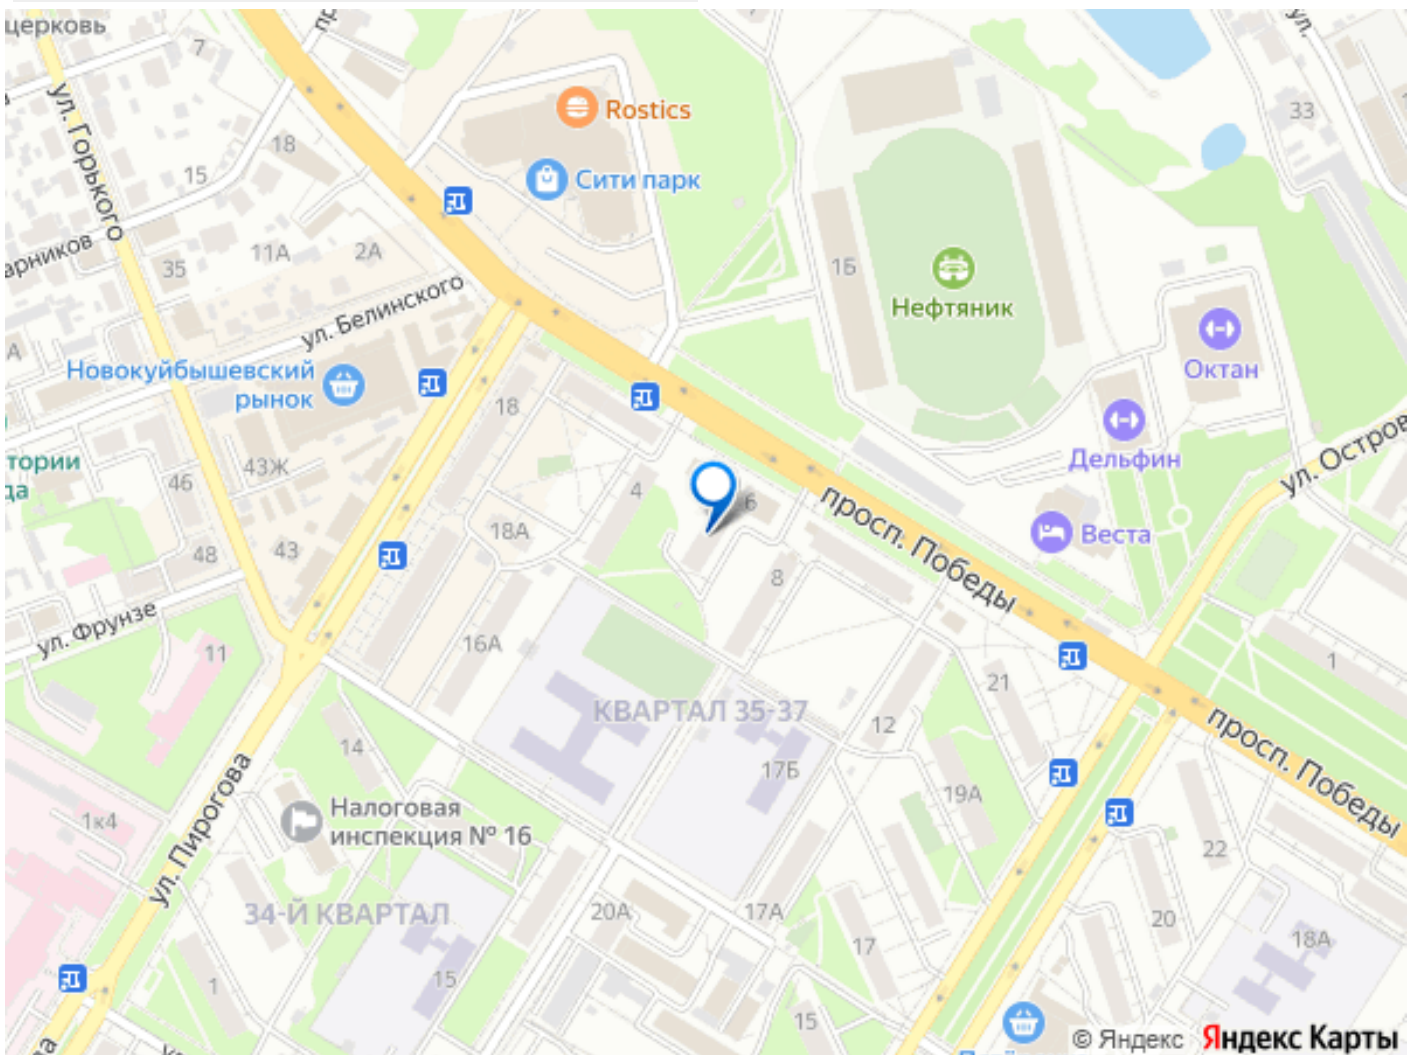 церковь
7
ул. Горького
18
15
Rostics
Сити парк
33
ул.
арников
35
11А
2А
ул. Белинского
1Б
Нефтяник
Октан
Дельфин
Веста
ул. Остров
А
Новокуйбышевский
рынок
18
4
6
тории
да
46
43Ж
48
43
18А
8
просп. Победы
ул. Фрунзе
11
16А
КВАРТАЛ 35-37
21
12
1
просп. Победы
14
17Б
19А
Налоговая
инспекция № 16
1к4
ул. Пирогова
34-Й КВАРТАЛ
20А
17А
22
20
18А
17
15
1
15
© Яндекс Яндекс Карты